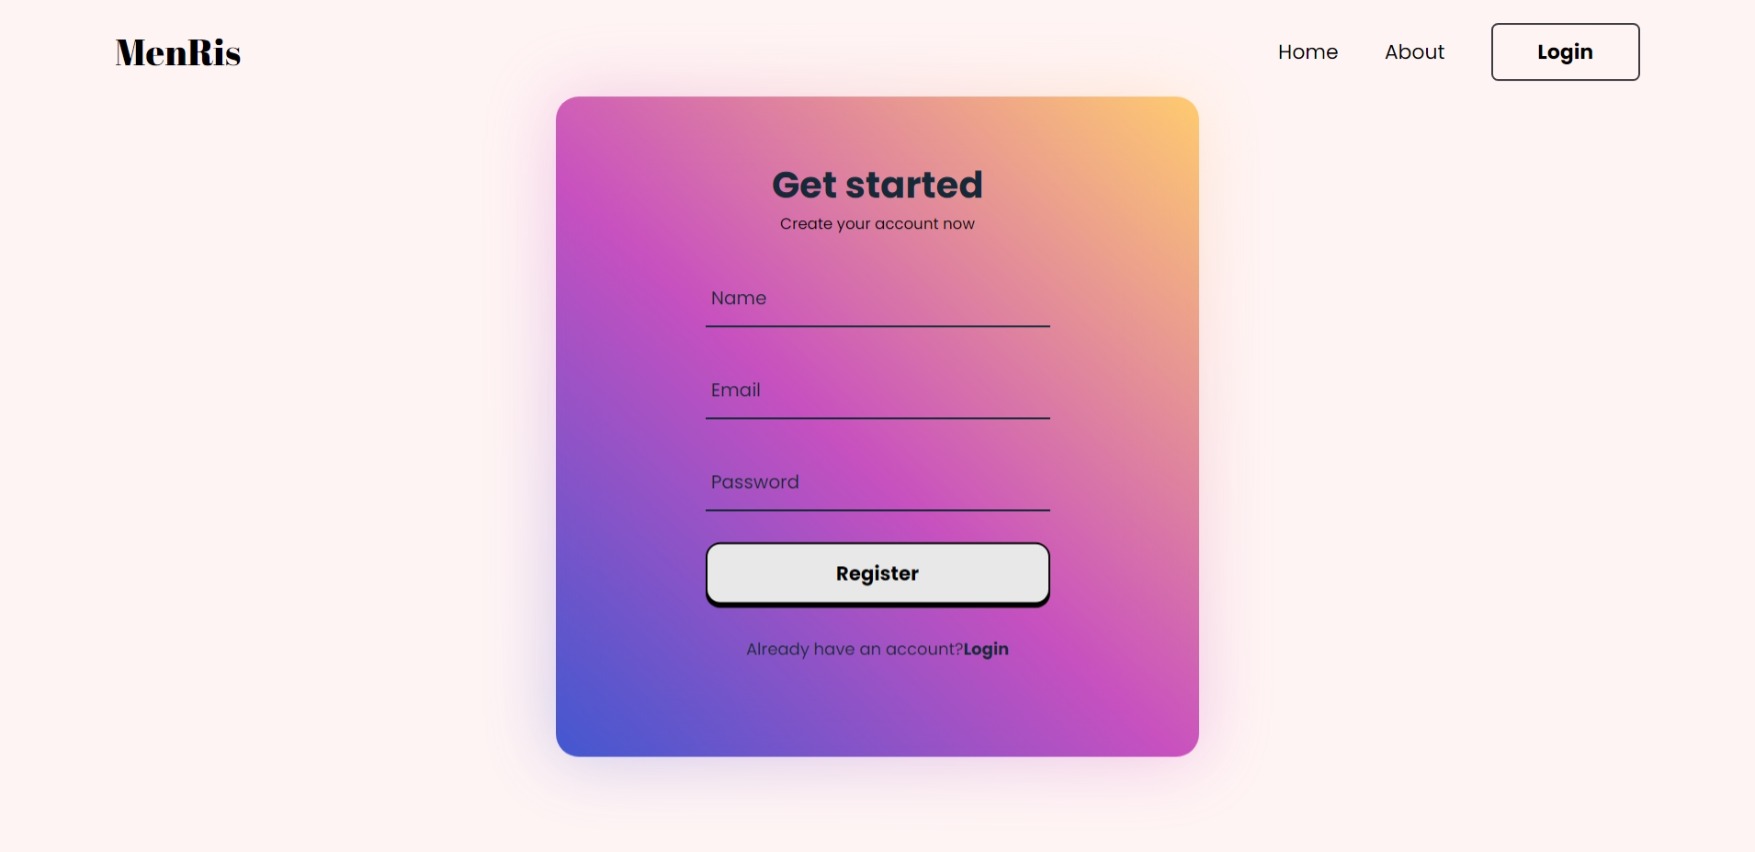 MenRis
Home About Login
Get started
Create your account now
Name
Email
Password
Register
Already have an account?Login